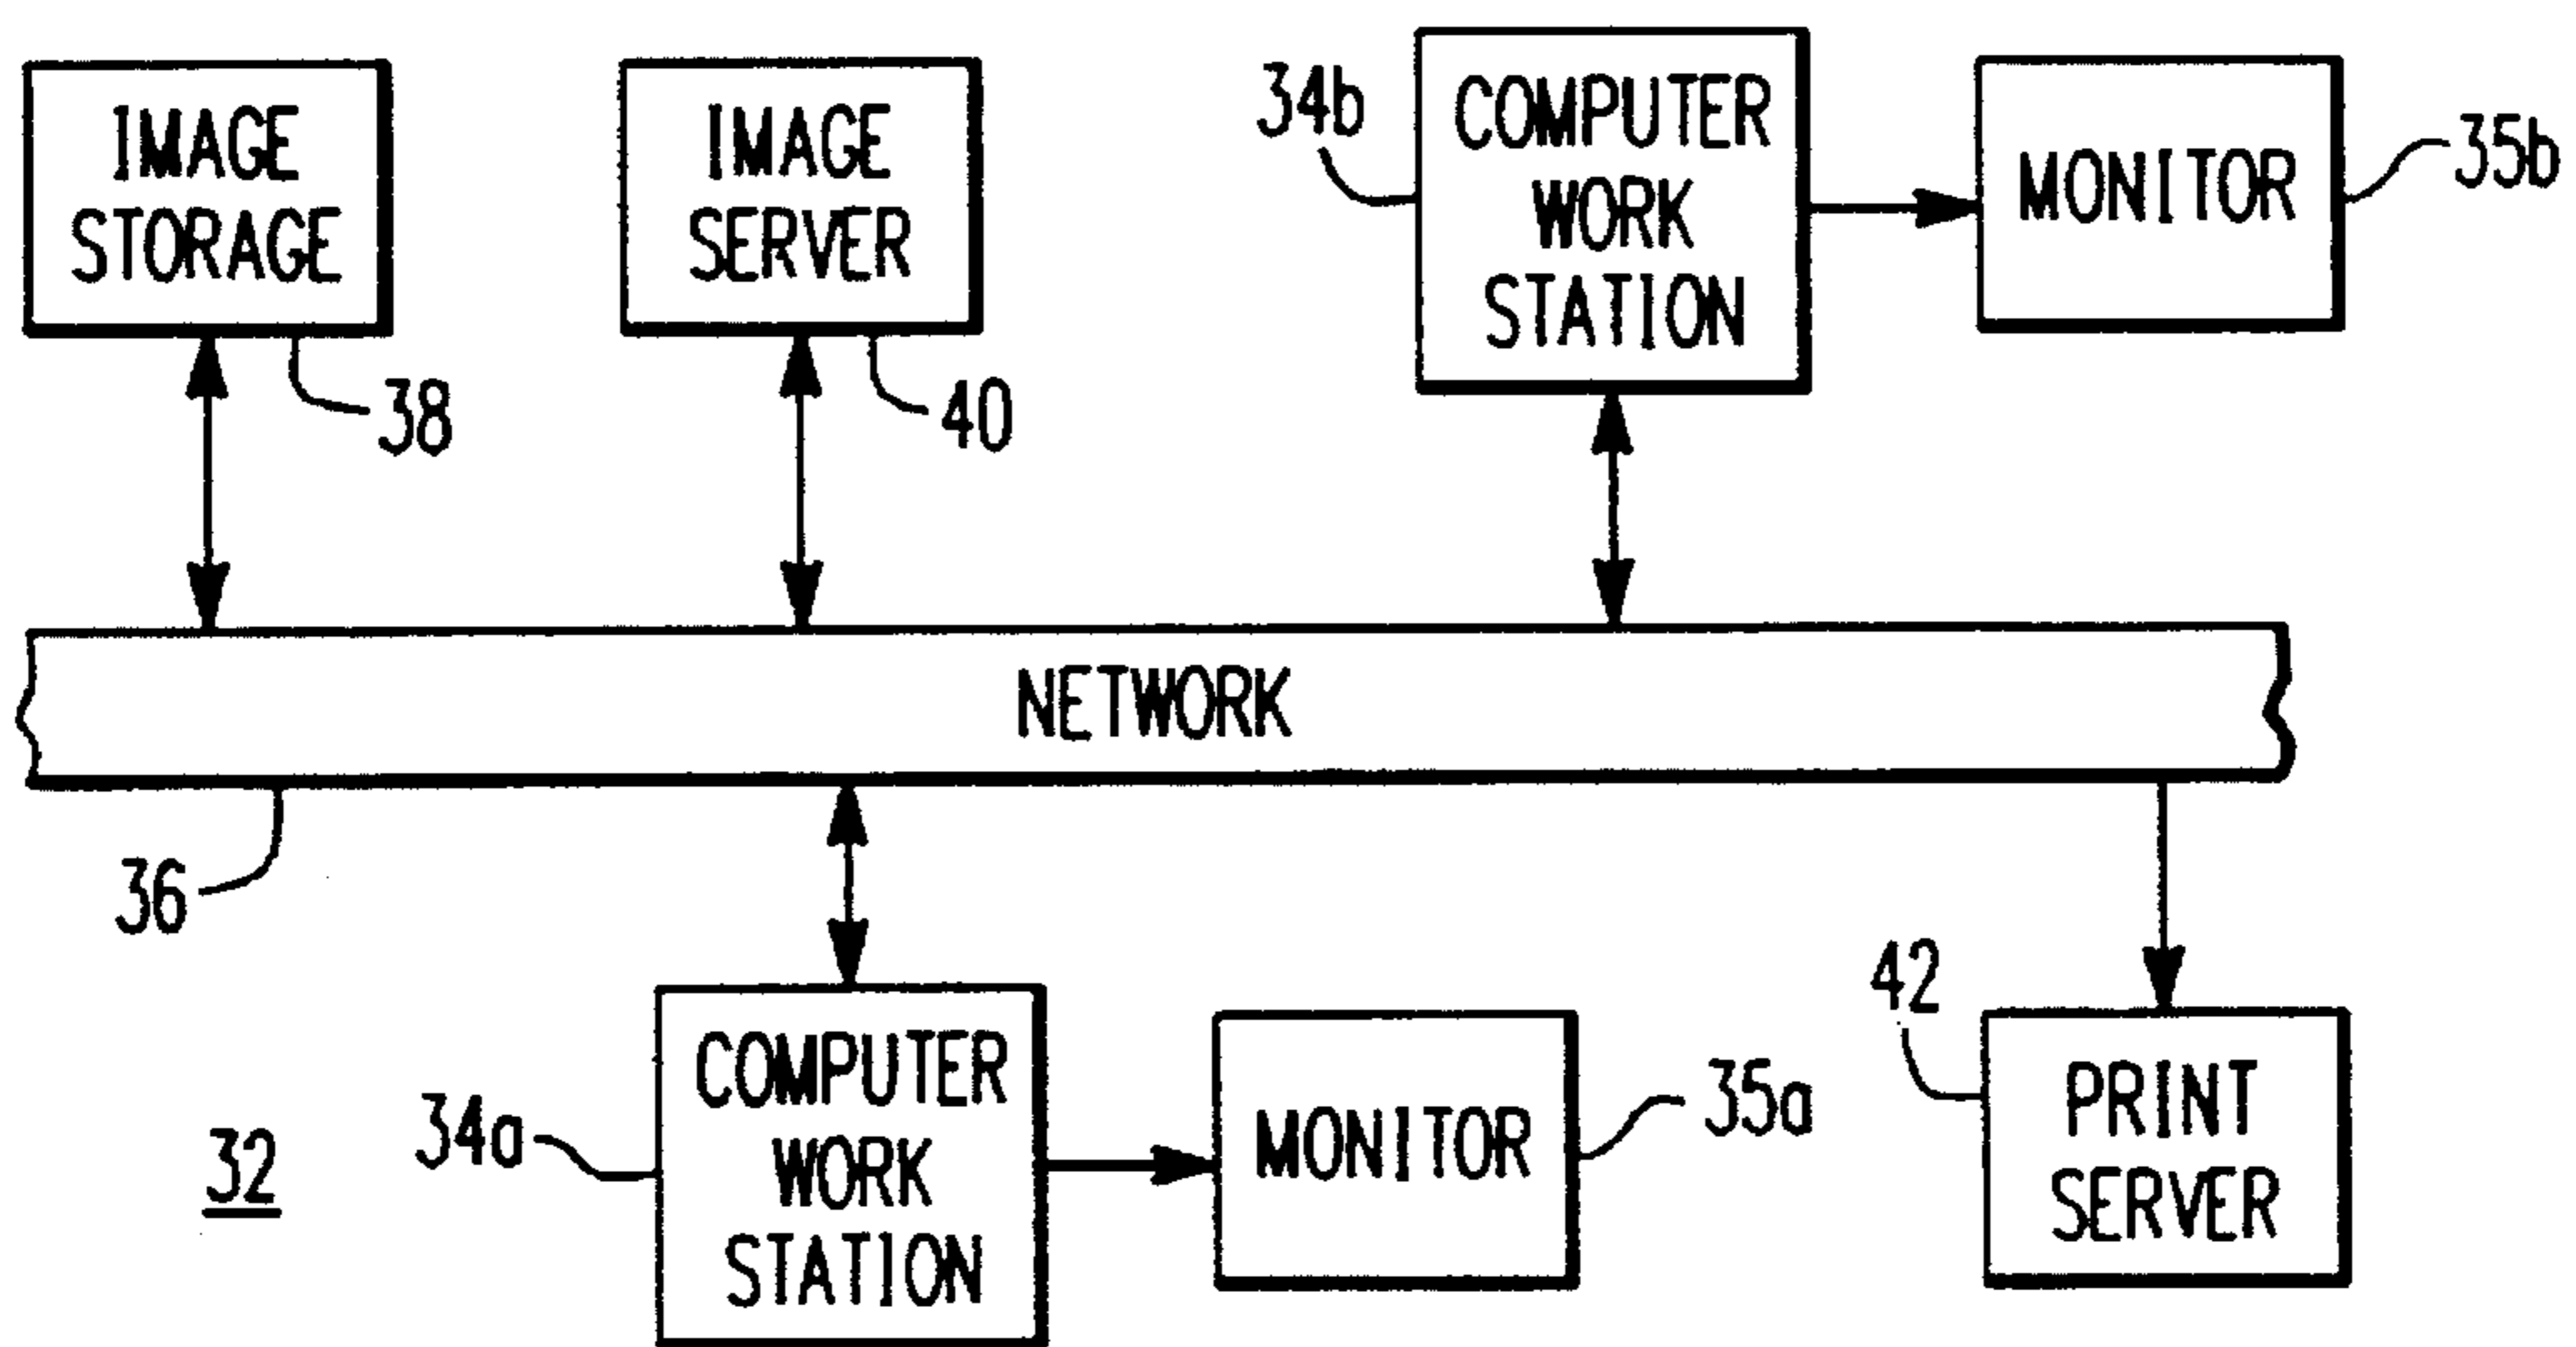 IMAGE
STORAGE
38
IMAGE
SERVER
40
34b
COMPUTER
WORK
STATION
MONITOR
35b
NETWORK
36
32
34a
COMPUTER
WORK
STATION
MONITOR
35a
42
PRINT
SERVER